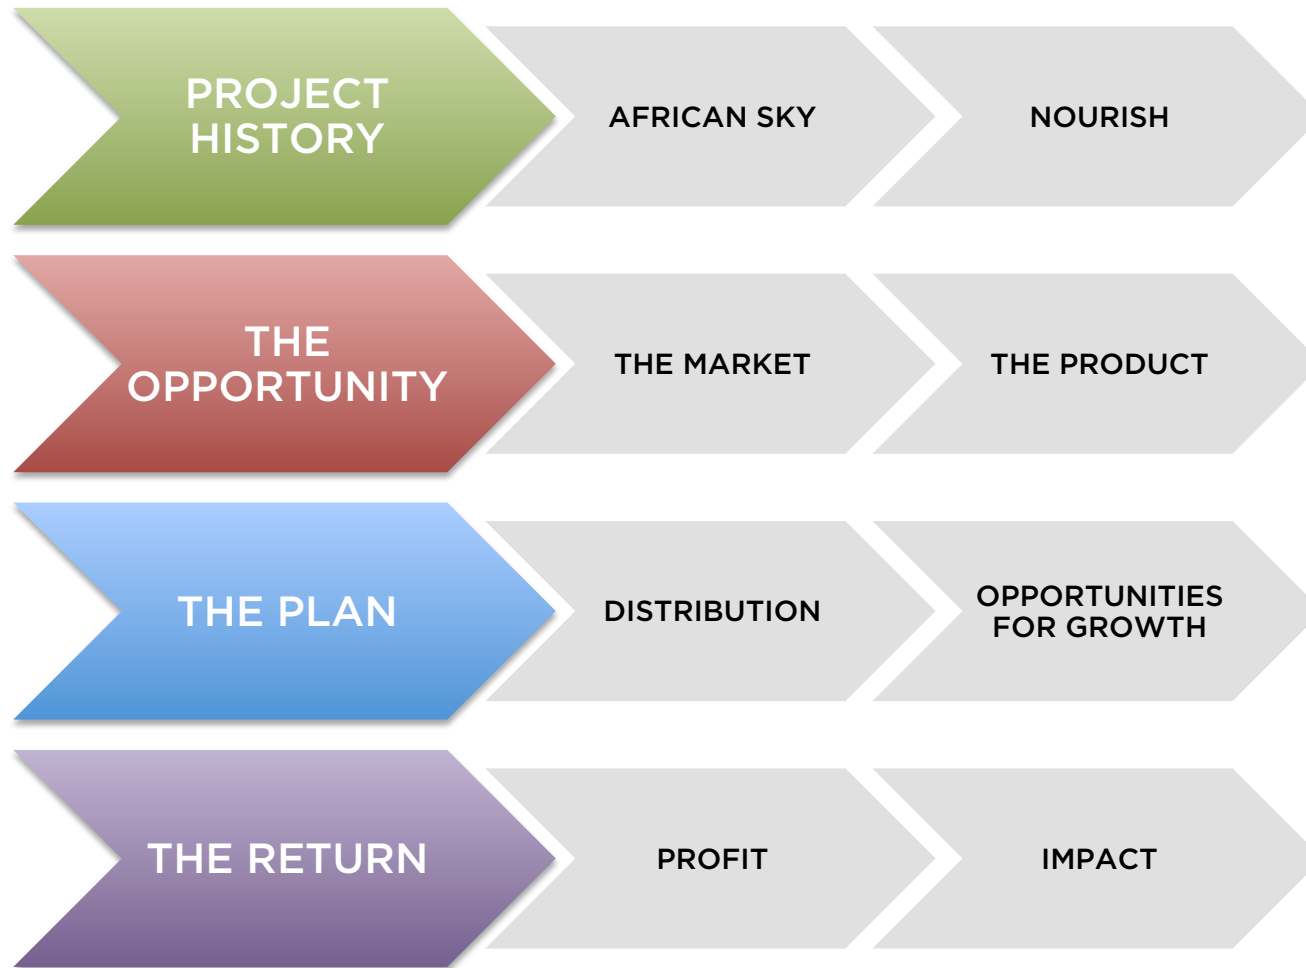 PROJECT
HISTORY
AFRICAN SKY
NOURISH
THE
OPPORTUNITY
THE MARKET
THE PRODUCT
THE PLAN
DISTRIBUTION
OPPORTUNITIES
FOR GROWTH
THE RETURN
PROFIT
IMPACT